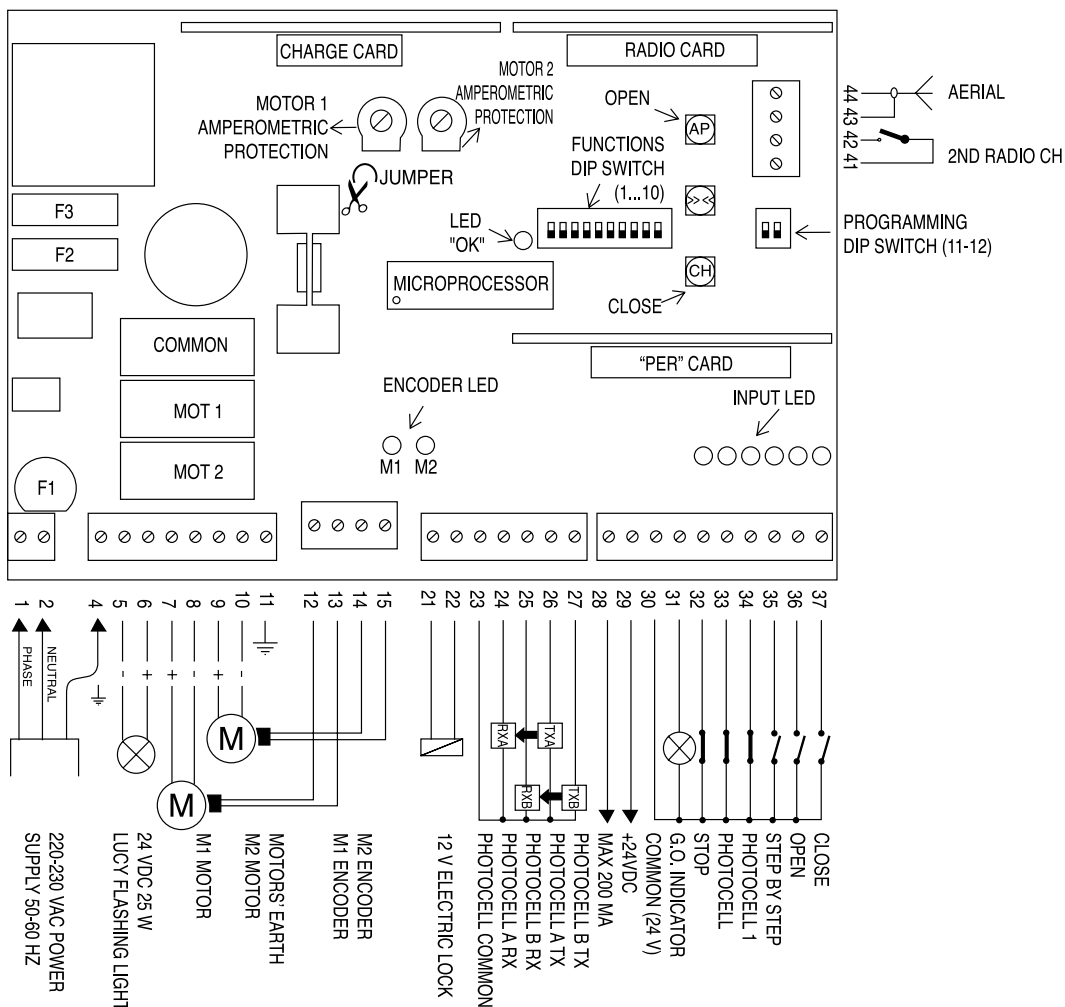 CHARGE CARD
RADIO CARD
MOTOR 1
AMPEROMETRIC
PROTECTION
MOTOR 2
AMPEROMETRIC
PROTECTION
OPEN
AP
44
43
42
41
AERIAL
2ND RADIO CH
JUMPER
FUNCTIONS
DIP SWITCH
(1...10)
>> <<
F3
F2
LED
"OK"
PROGRAMMING
DIP SWITCH (11-12)
MICROPROCESSOR
CH
CLOSE
COMMON
MOT 1
MOT 2
F1
"PER" CARD
ENCODER LED
M1 M2
INPUT LED
1 2 4 5 6 7 8 9 10 11 12 13 14 15 21 22 23 24 25 26 27 28 29 30 31 32 33 34 35 36 37
PHASE
NEUTRAL
- + + - + -
M
M
RXA
TXA
RXB
TXB
220-230 VAC POWER
SUPPLY 50-60 HZ
24 VDC 25 W
LUCY FLASHING LIGHT
M1 MOTOR
MOTORS' EARTH
M2 MOTOR
M2 ENCODER
M1 ENCODER
12 V ELECTRIC LOCK
PHOTOCELL COMMON
PHOTOCELL A RX
PHOTOCELL B RX
PHOTOCELL A TX
PHOTOCELL B TX
MAX 200 MA
+24VDC
COMMON (24 V)
G.O. INDICATOR
STOP
PHOTOCELL
PHOTOCELL 1
STEP BY STEP
OPEN
CLOSE